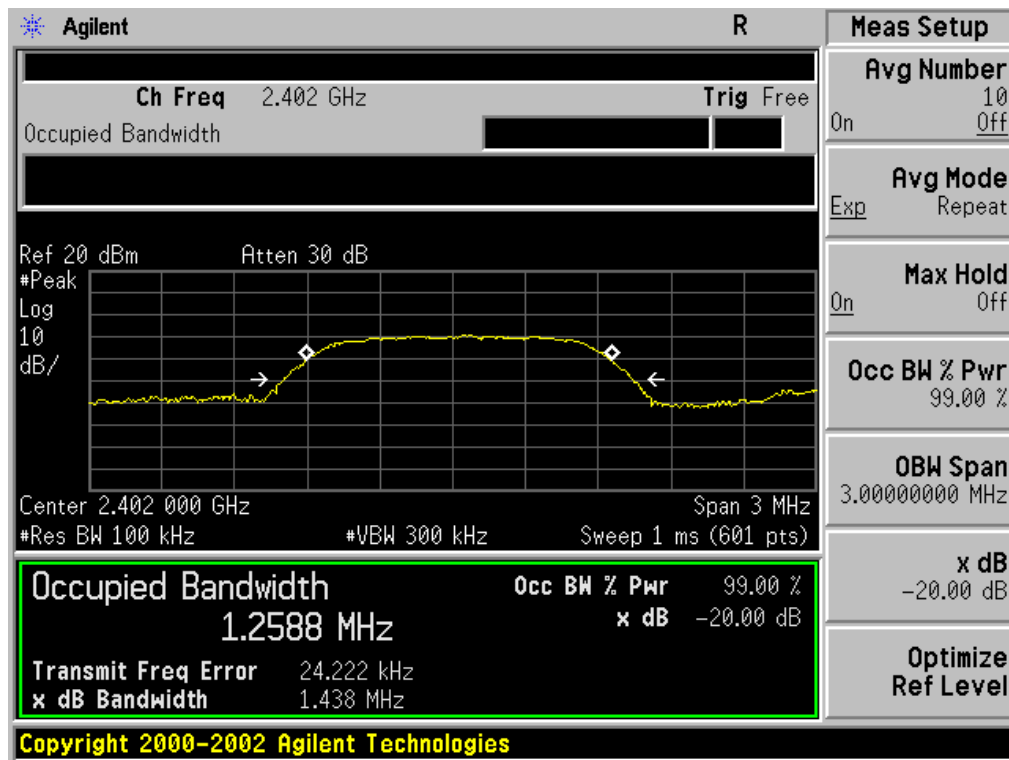 Agilent R Meas Setup
Ch Freq 2.402 GHz Trig Free
Occupied Bandwidth
Ref 20 dBm Atten 30 dB
#Peak
Log
10
dB/
Center 2.402 000 GHz Span 3 MHz
#Res BW 100 kHz #VBW 300 kHz Sweep 1 ms (601 pts)
Occupied Bandwidth Occ BW % Pwr 99.00 %
1.2588 MHz x dB -20.00 dB
Transmit Freq Error 24.222 kHz
x dB Bandwidth 1.438 MHz
Avg Number
10
On Off
Avg Mode
Exp Repeat
Max Hold
On Off
Occ BW % Pwr
99.00 %
OBW Span
3.00000000 MHz
x dB
-20.00 dB
Optimize
Ref Level
Copyright 2000-2002 Agilent Technologies